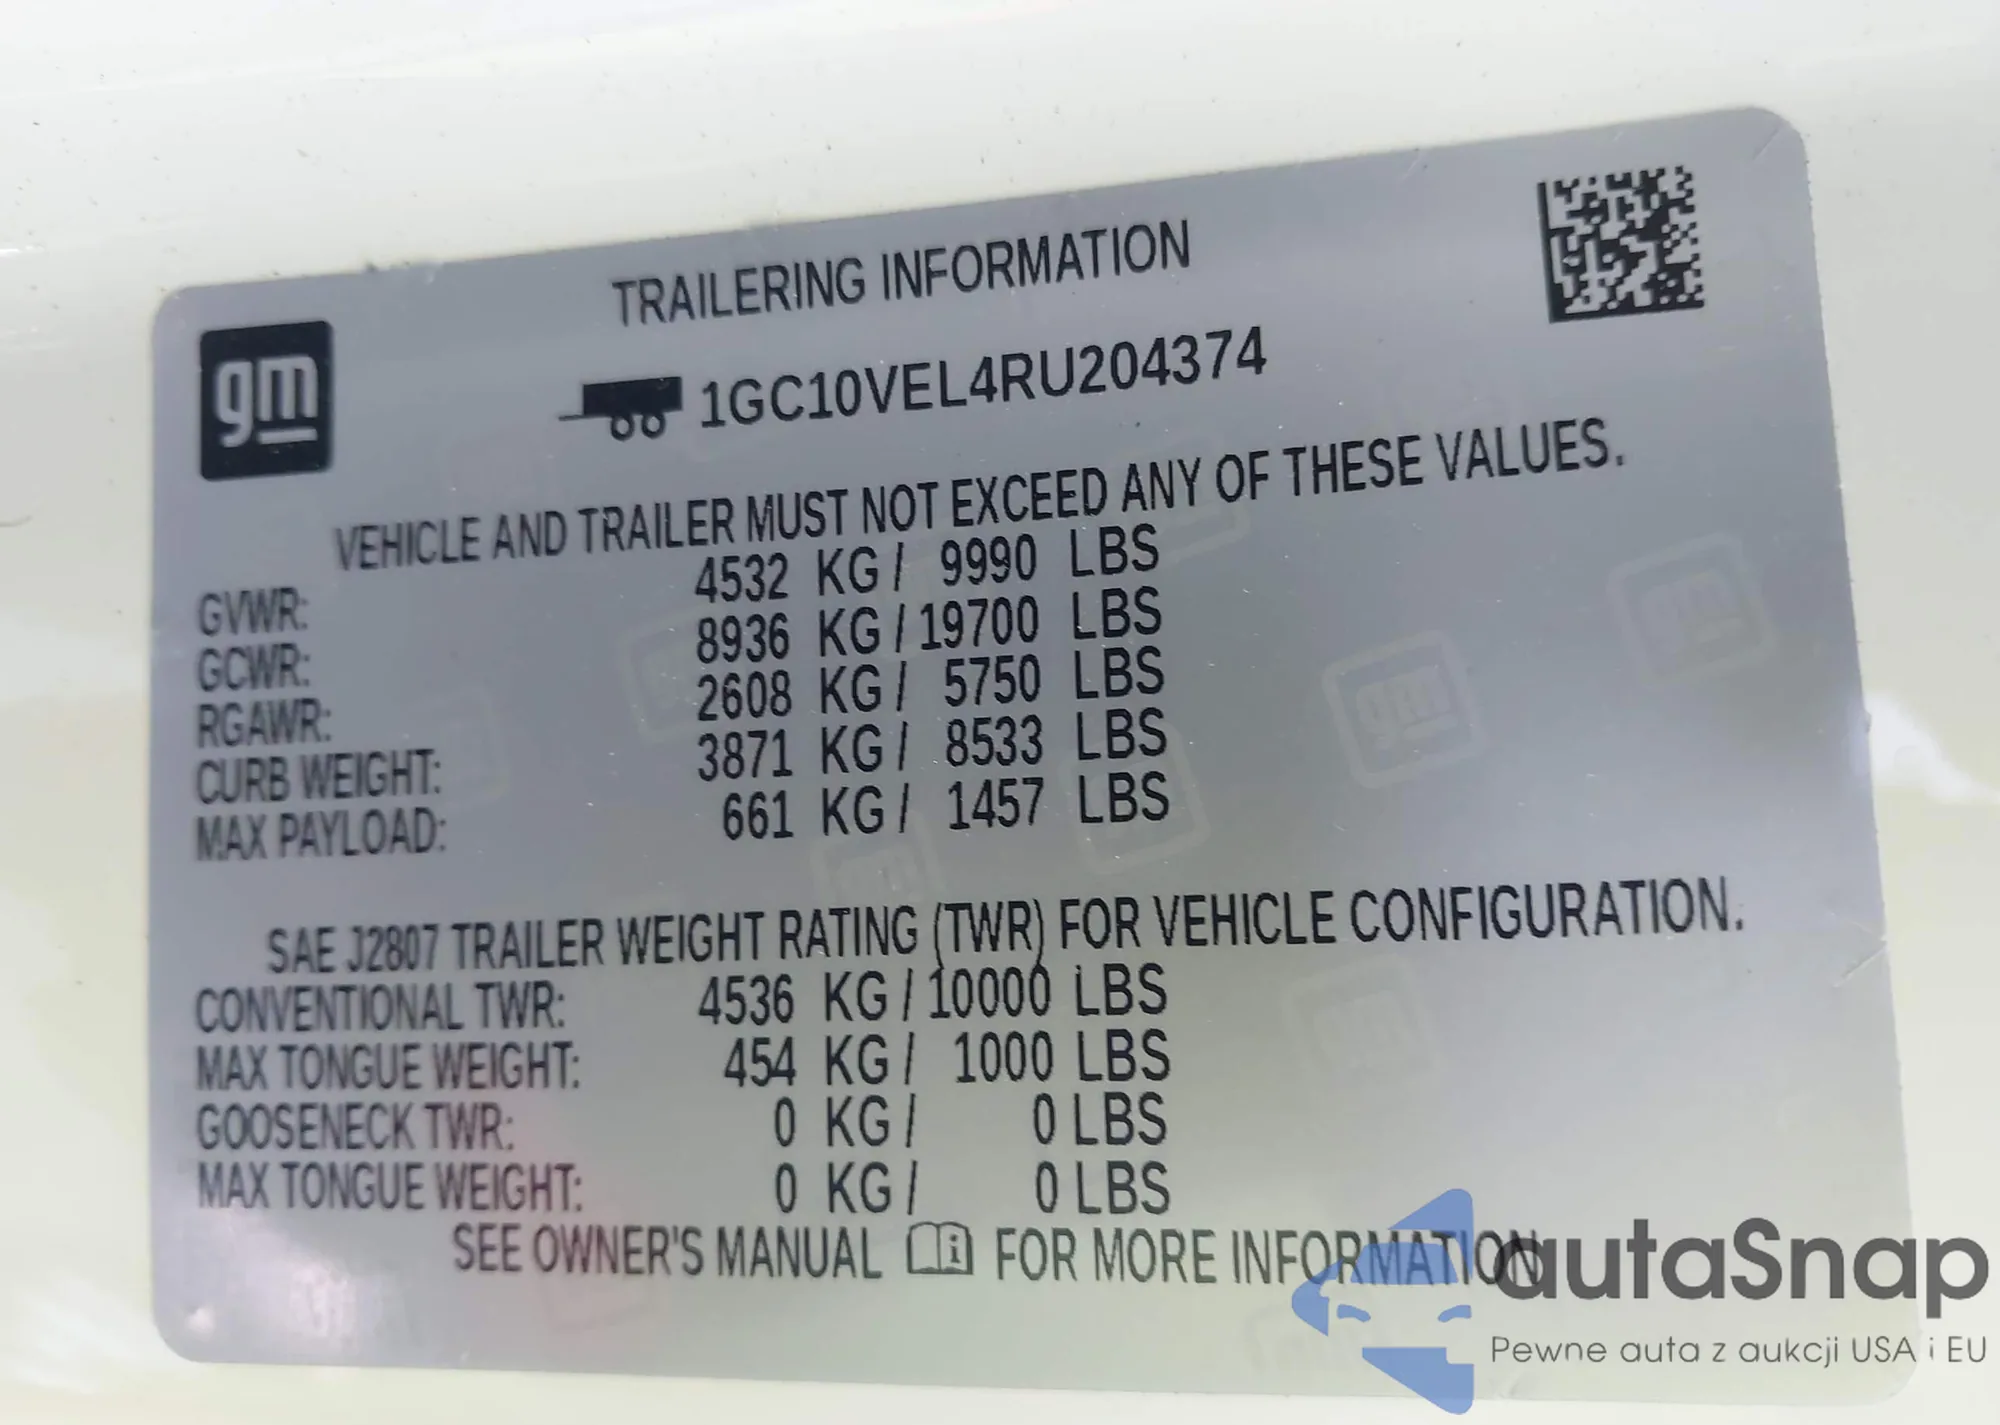 TRAILERING INFORMATION
gm
1GC10VEL4RU204374
VEHICLE AND TRAILER MUST NOT EXCEED ANY OF THESE VALUES.
GVWR: 4532 KG / 9990 LBS
GCWR: 8936 KG / 19700 LBS
RGAWR: 2608 KG / 5750 LBS
CURB WEIGHT: 3871 KG / 8533 LBS
MAX PAYLOAD: 661 KG / 1457 LBS
SAE J2807 TRAILER WEIGHT RATING (TWR) FOR VEHICLE CONFIGURATION.
CONVENTIONAL TWR: 4536 KG / 10000 LBS
MAX TONGUE WEIGHT: 454 KG / 1000 LBS
GOOSENECK TWR: 0 KG / 0 LBS
MAX TONGUE WEIGHT: 0 KG / 0 LBS
SEE OWNER'S MANUAL FOR MORE INFORMATION
autaSnap
Pewne auta z aukcji USA i EU